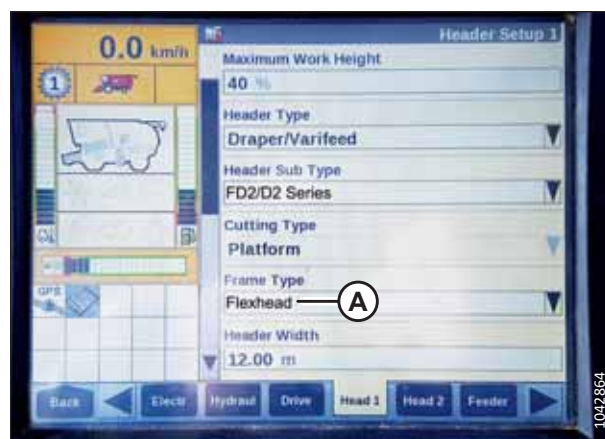 0.0 km/h
Header Setup 1
Maximum Work Height
40 %
1
Header Type
Draper/Varifeed
Header Sub Type
FD2/D2 Series
Cutting Type
Platform
Frame Type
Flexhead
A
GPS
Header Width
12.00 m
Back
Electr
Hydraul
Drive
Head 1
Head 2
Feeder
1042864